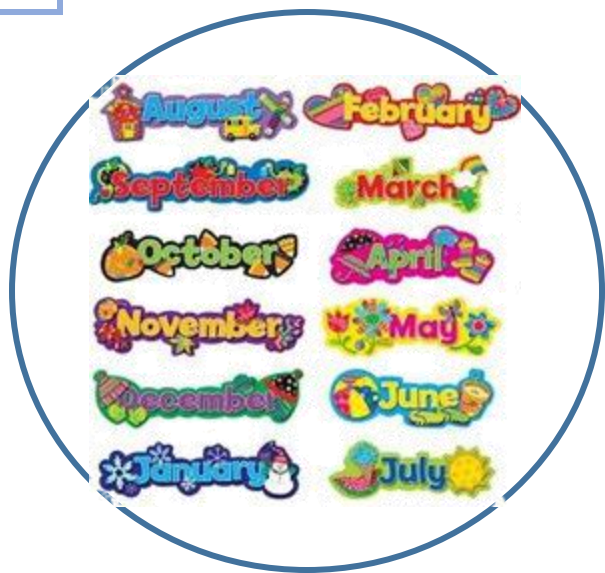 August
September
October
November
December
January
February
March
April
May
June
July